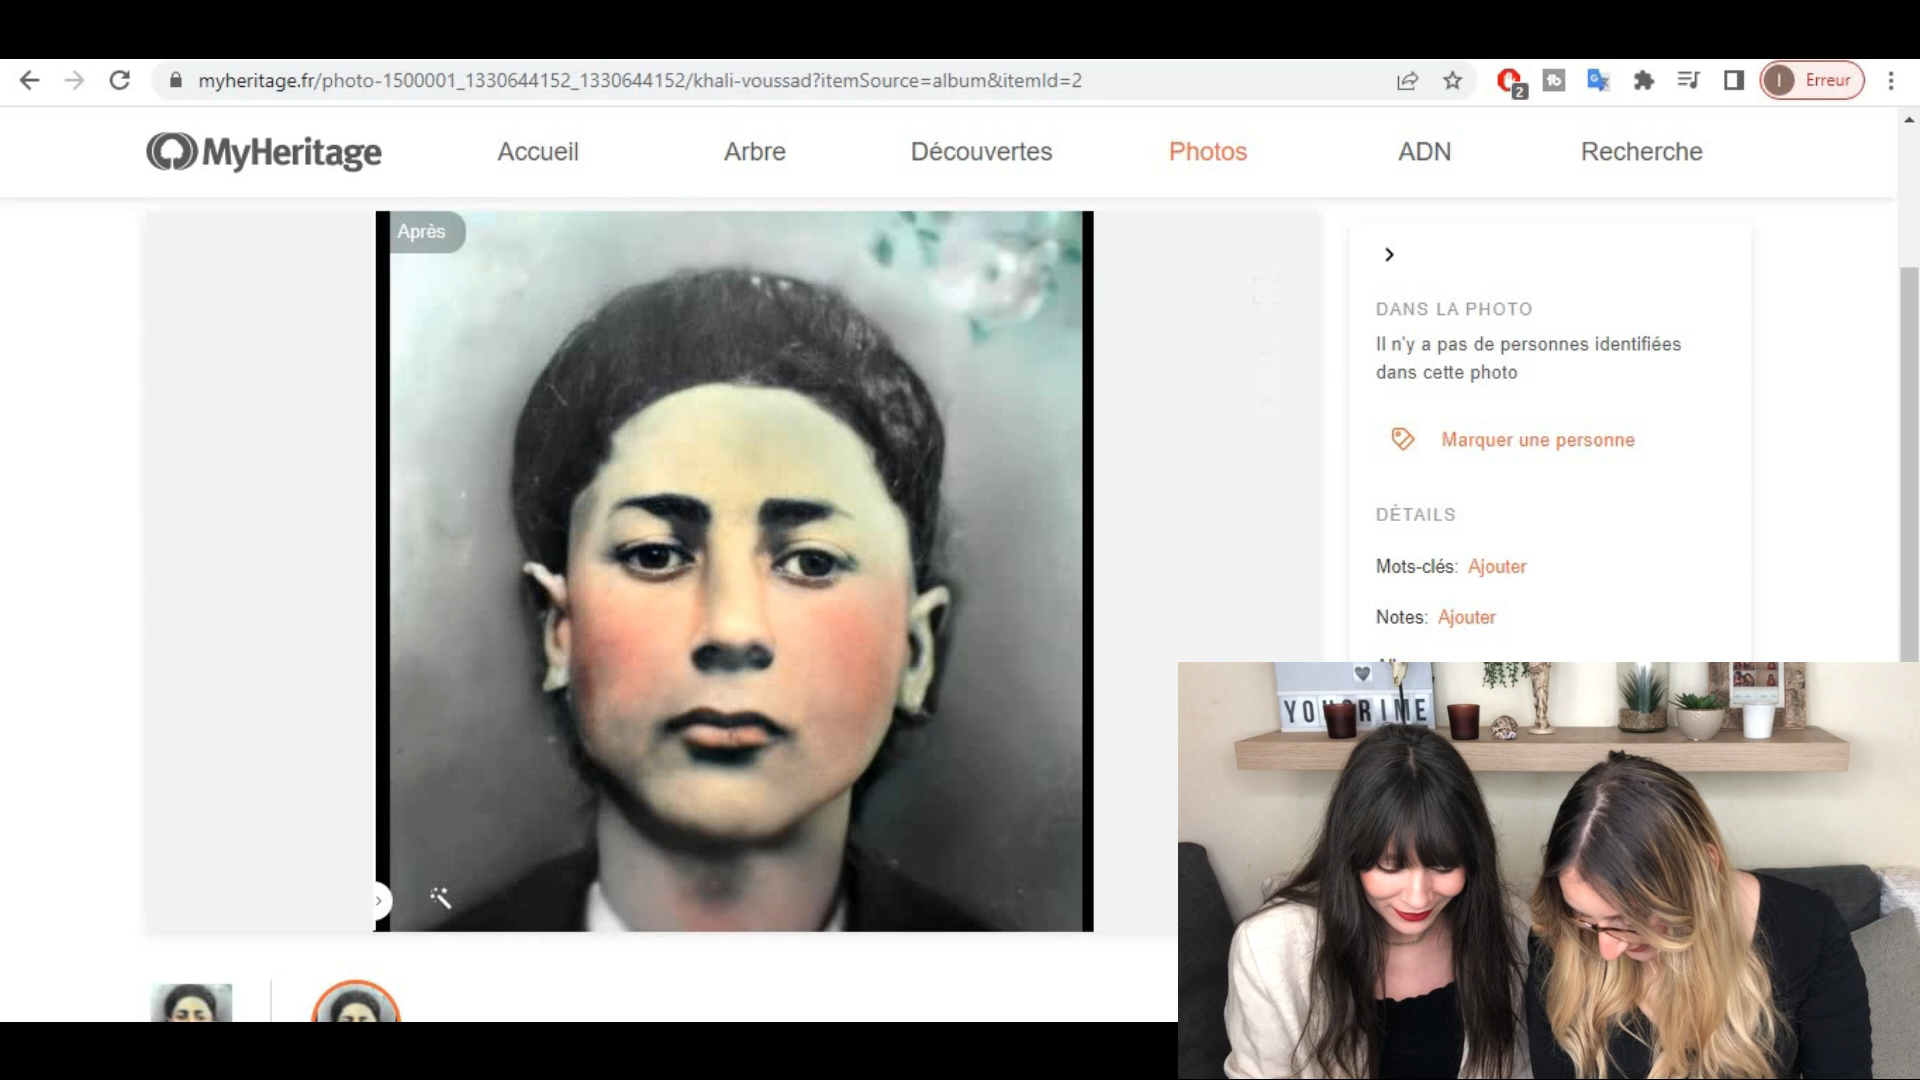 myheritage.fr/photo-1500001_1330644152_1330644152/khali-voussad?itemSource=album&itemId=2
2
Erreur
MyHeritage
Accueil
Arbre
Découvertes
Photos
ADN
Recherche
Après
DANS LA PHOTO
Il n'y a pas de personnes identifiées
dans cette photo
Marquer une personne
DÉTAILS
Mots-clés: Ajouter
Notes: Ajouter